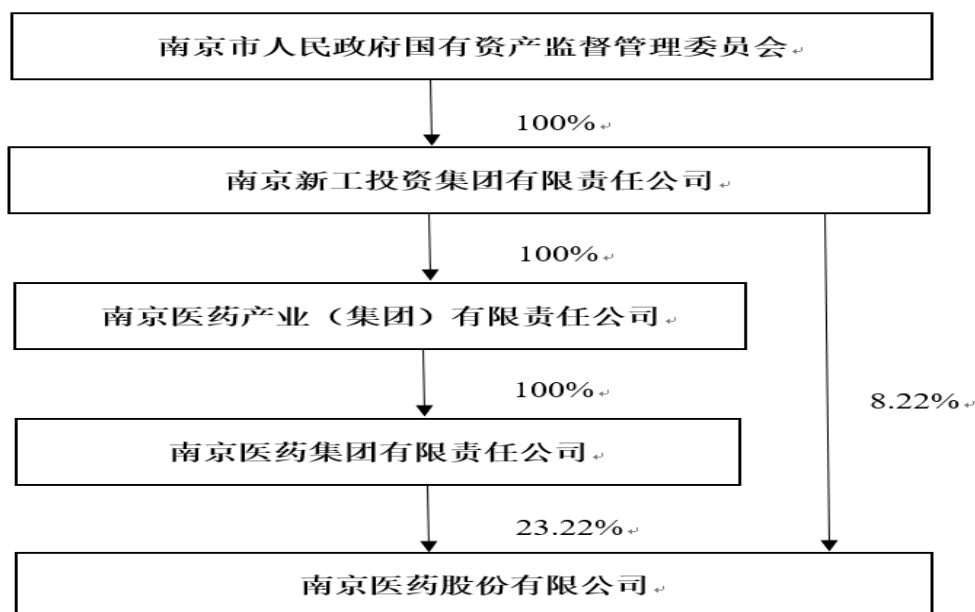 南京市人民政府国有资产监督管理委员会
100%
南京新工投资集团有限责任公司
100%
南京医药产业（集团）有限责任公司
100%
8.22%
南京医药集团有限责任公司
23.22%
南京医药股份有限公司